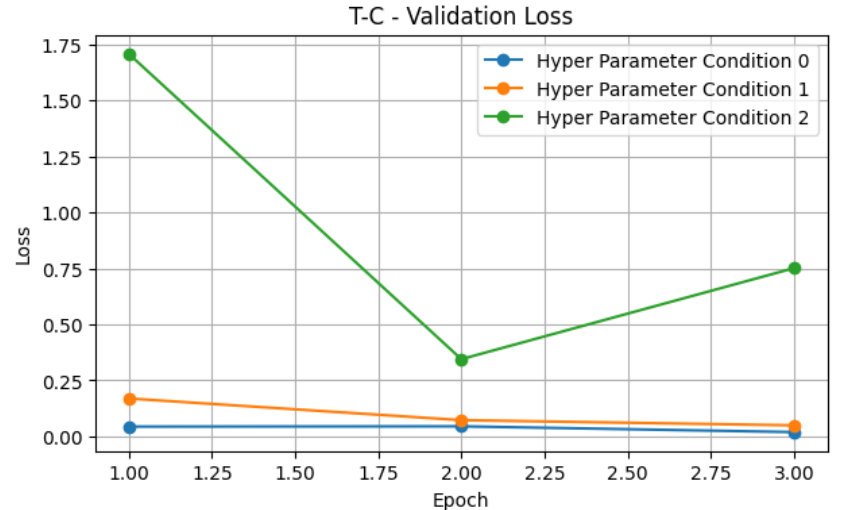 T-C - Validation Loss
1.75
1.50
1.25
1.00
0.75
0.50
0.25
0.00
Loss
Hyper Parameter Condition 0
Hyper Parameter Condition 1
Hyper Parameter Condition 2
1.00 1.25 1.50 1.75 2.00 2.25 2.50 2.75 3.00
Epoch